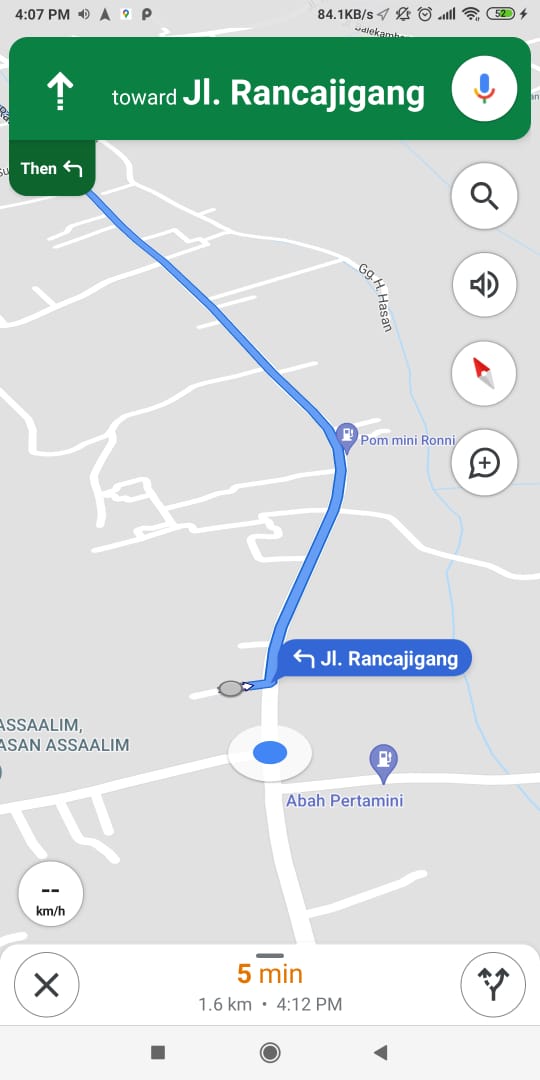 4:07 PM
84.1KB/s
52
toward Jl. Rancajigang
Then
Gg. H. Hasan
Pom mini Ronni
Jl. Rancajigang
ASSAALIM,
ASAN ASSAALIM
Abah Pertamini
--
km/h
5 min
1.6 km • 4:12 PM